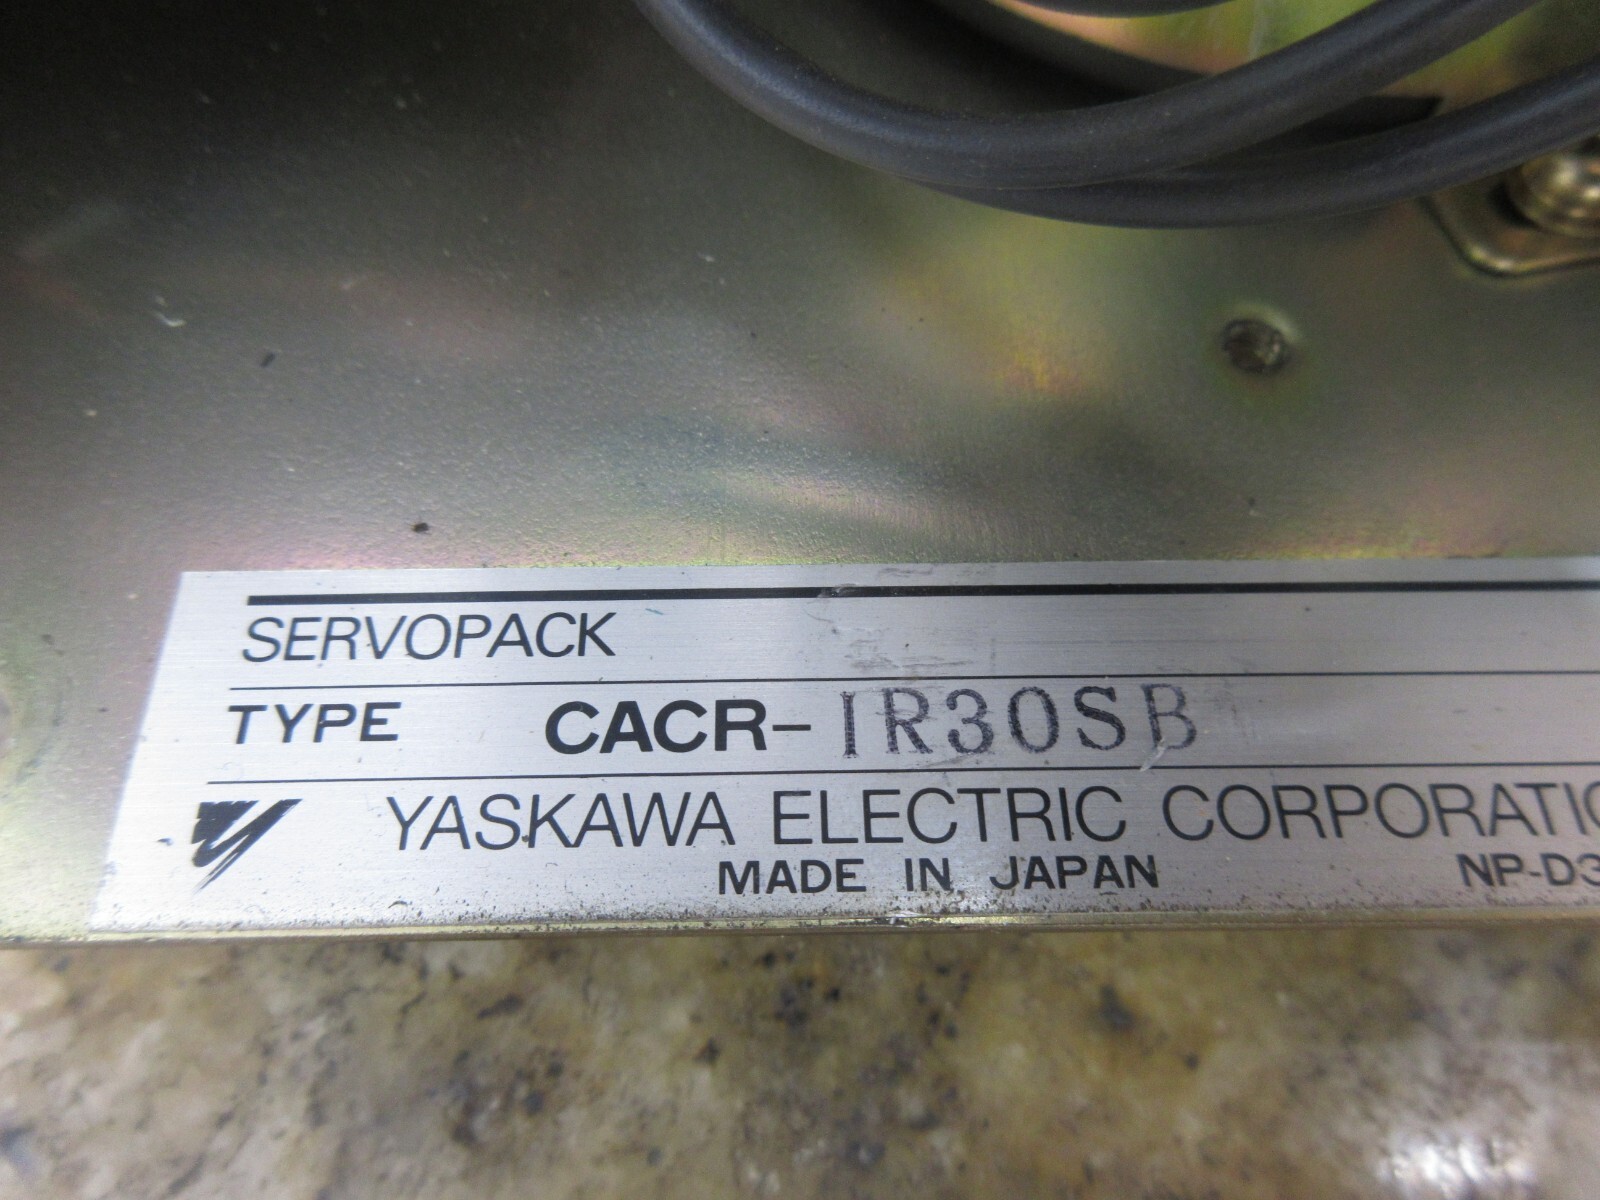 SERVOPACK
TYPE CACR-IR30SB
YASKAWA ELECTRIC CORPORATIO
MADE IN JAPAN NP-D3